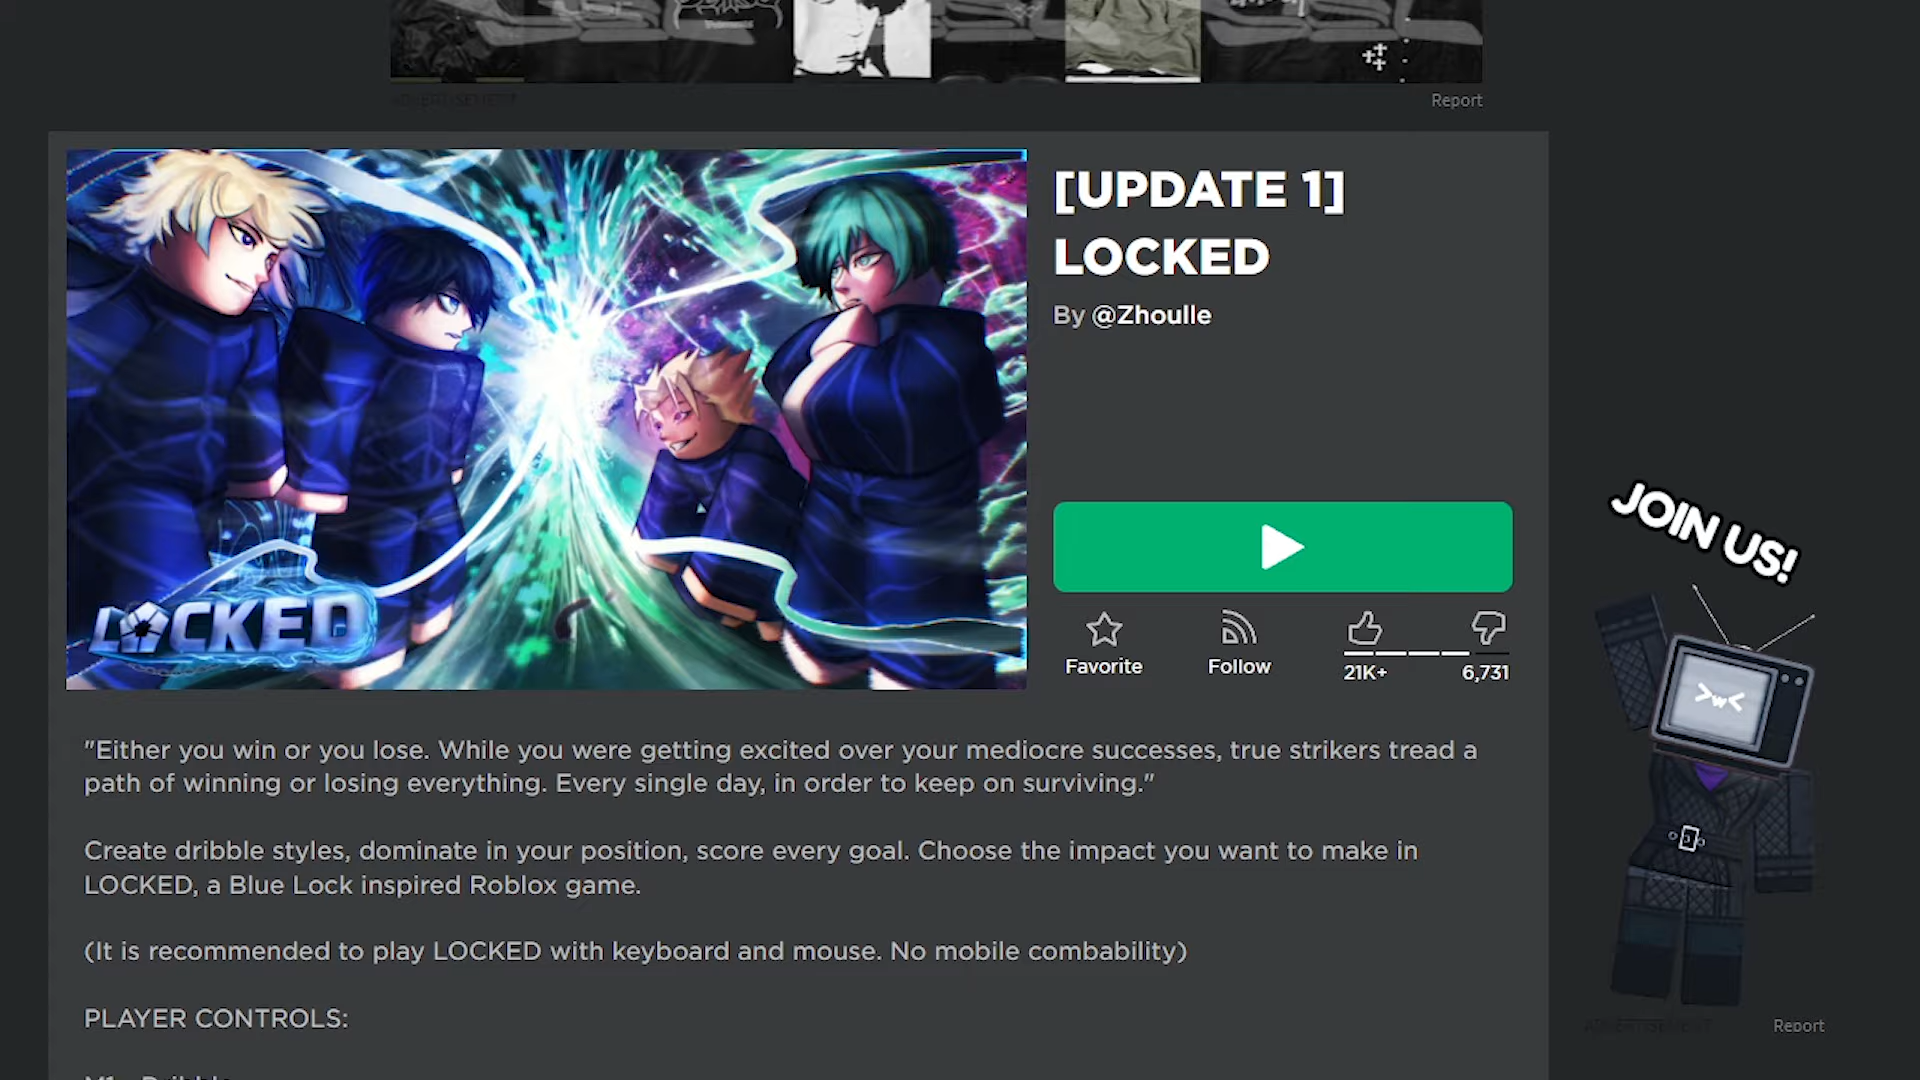 ADVERTISEMENT
Report
[UPDATE 1]
LOCKED
By @Zhoulle
LOCKED
Favorite
Follow
21K+
6,731
JOIN US!
>w<
"Either you win or you lose. While you were getting excited over your mediocre successes, true strikers tread a
path of winning or losing everything. Every single day, in order to keep on surviving."
Create dribble styles, dominate in your position, score every goal. Choose the impact you want to make in
LOCKED, a Blue Lock inspired Roblox game.
(It is recommended to play LOCKED with keyboard and mouse. No mobile combability)
PLAYER CONTROLS:
ADVERTISEMENT
Report